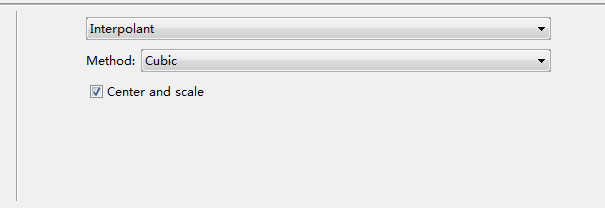 Interpolant
Method: Cubic
Center and scale